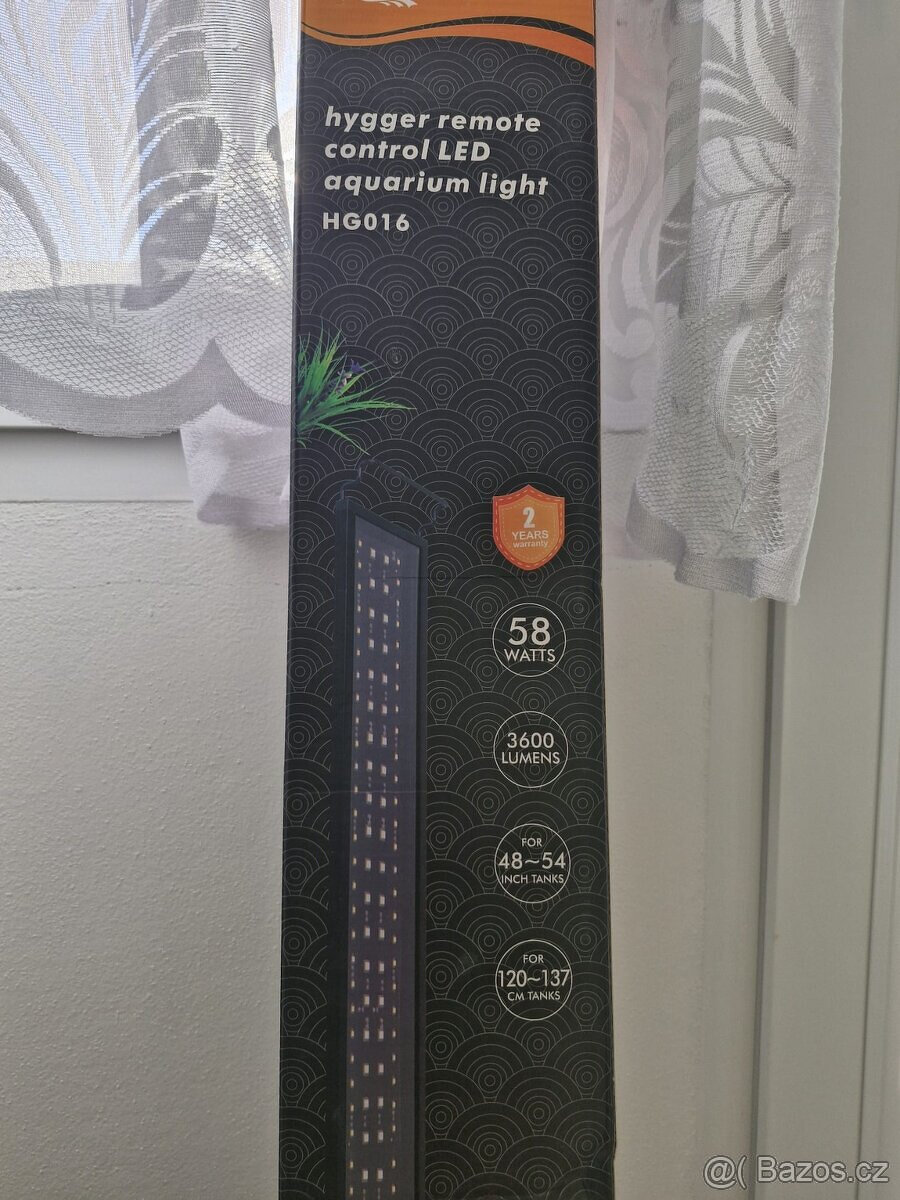 hygger remote
control LED
aquarium light
HG016
2
YEARS
warranty
58
WATTS
3600
LUMENS
FOR
48~54
INCH TANKS
FOR
120~137
CM TANKS
@( Bazos.cz